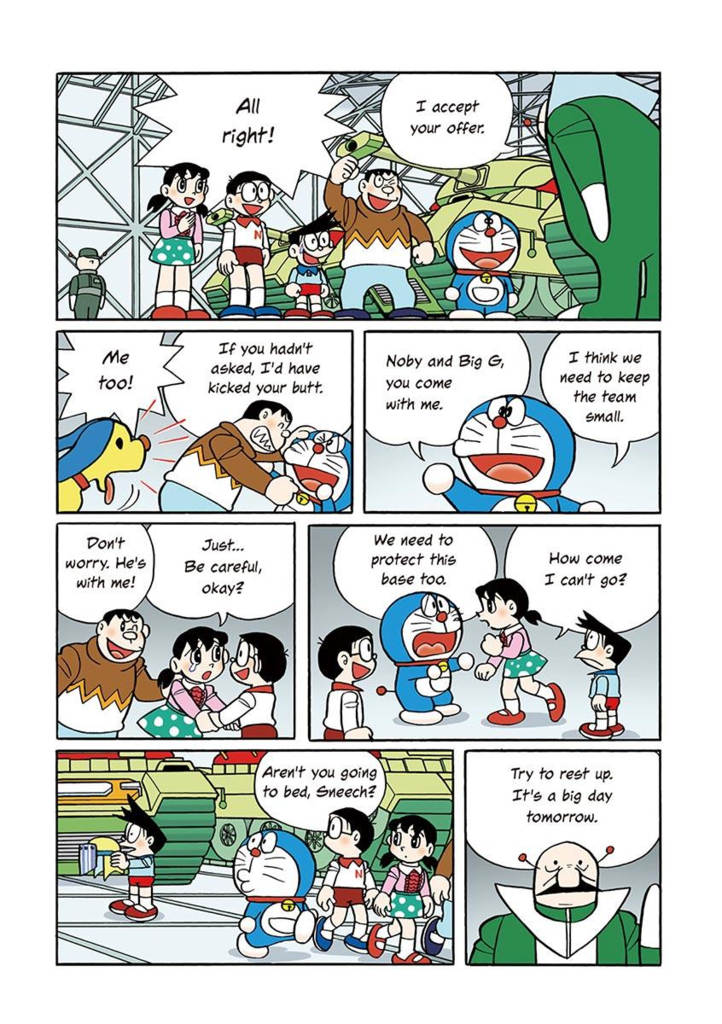 All
right!
I accept
your offer.
N
Me
too!
If you hadn't
asked, I'd have
kicked your butt.
Noby and Big G,
you come
with me.
I think we
need to keep
the team
small.
Don't
worry. He's
with me!
Just...
Be careful,
okay?
We need to
protect this
base too.
How come
I can't go?
Aren't you going
to bed, Sneech?
N
Try to rest up.
It's a big day
tomorrow.